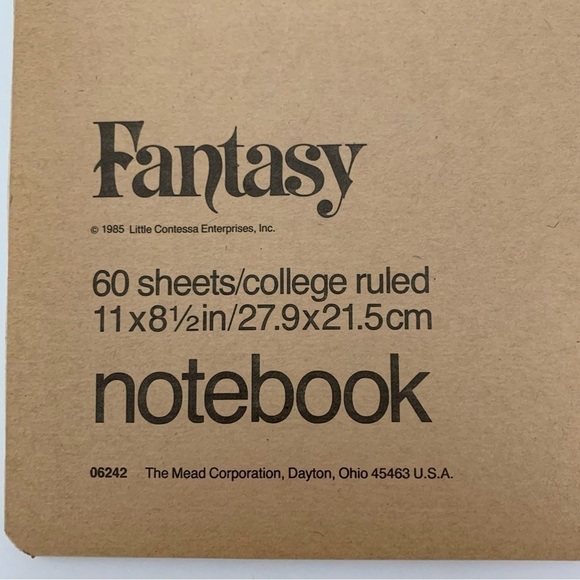 Fantasy
© 1985 Little Contessa Enterprises, Inc.
60 sheets/college ruled
11x8½in/27.9x21.5cm
notebook
06242 The Mead Corporation, Dayton, Ohio 45463 U.S.A.